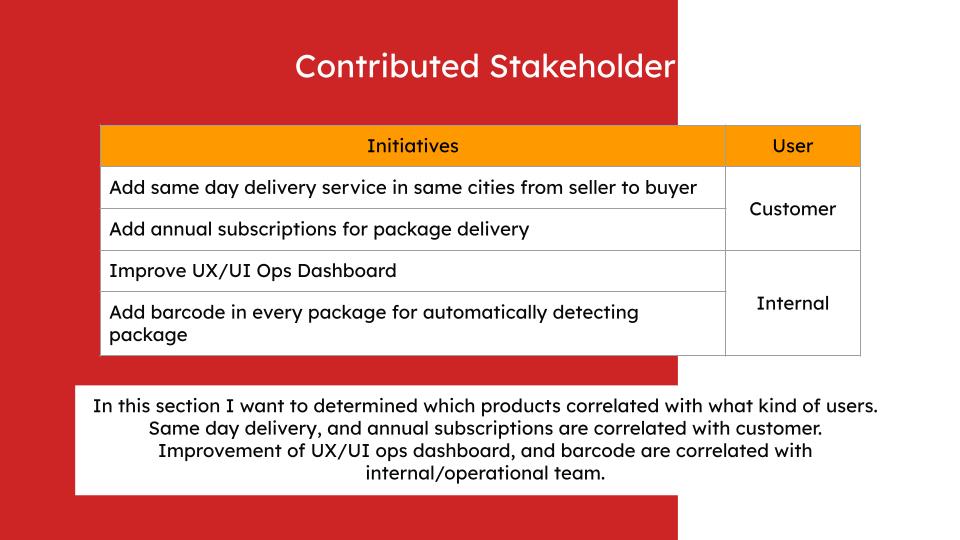 Contributed Stakeholder
Initiatives
User
Add same day delivery service in same cities from seller to buyer
Customer
Add annual subscriptions for package delivery
Improve UX/UI Ops Dashboard
Internal
Add barcode in every package for automatically detecting
package
In this section I want to determined which products correlated with what kind of users.
Same day delivery, and annual subscriptions are correlated with customer.
Improvement of UX/UI ops dashboard, and barcode are correlated with
internal/operational team.